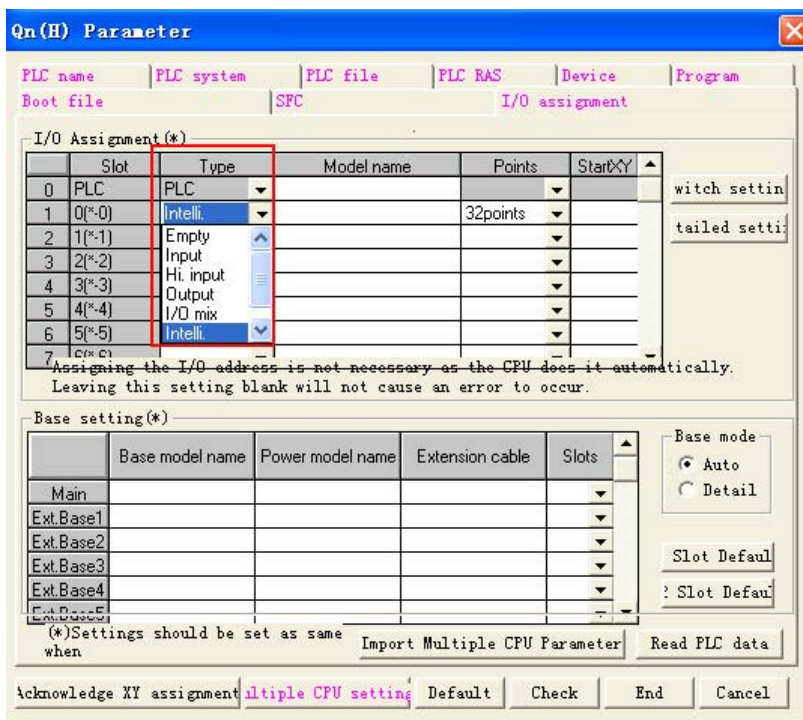 Qn(H) Parameter
PLC name PLC system PLC file PLC RAS Device Program
Boot file SFC I/O assignment
I/O Assignment(*)
Slot Type Model name Points StartXY
0 PLC PLC
1 0(*-0) Intelli. 32points
2 1(*-1) Empty
3 2(*-2) Input
4 3(*-3) Hi. input
5 4(*-4) Output
6 5(*-5) I/O mix
7 Intelli.
witch settin
tailed setti
Assigning the I/O address is not necessary as the CPU does it automatically.
Leaving this setting blank will not cause an error to occur.
Base setting(*)
Base model name Power model name Extension cable Slots
Main
Ext.Base1
Ext.Base2
Ext.Base3
Ext.Base4
Base mode
Auto
Detail
Slot Defaul
Slot Defaul
(*)Settings should be set as same
when
Import Multiple CPU Parameter Read PLC data
Acknowledge XY assignment ultiple CPU setting Default Check End Cancel